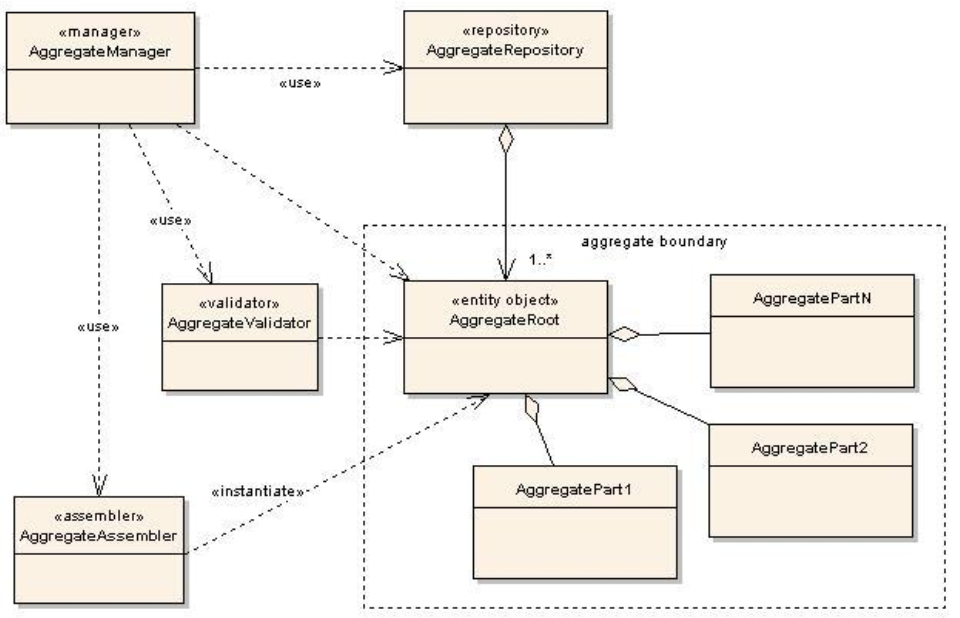 «manager»
AggregateManager
«repository»
AggregateRepository
«use»
«use»
aggregate boundary
1..*
«validator»
AggregateValidator
«entity object»
AggregateRoot
AggregatePartN
«use»
AggregatePart2
AggregatePart1
«instantiate»
«assembler»
AggregateAssembler